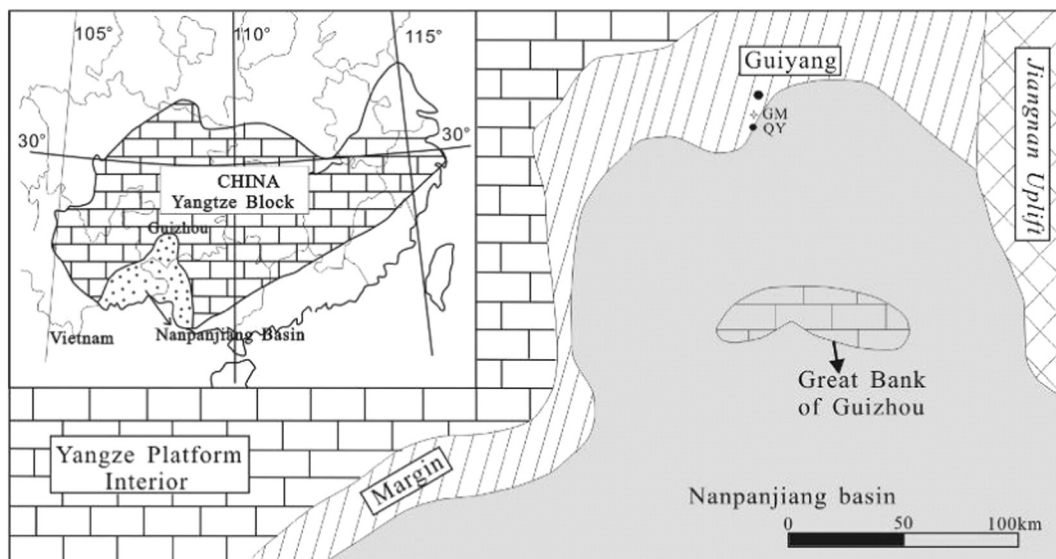 105°
110°
115°
30°
30°
CHINA
Yangtze Block
Guizhou
Vietnam
Nanpanjiang Basin
Guiyang
GM
QY
Jiangnan Uplift
Great Bank
of Guizhou
Yangze Platform
Interior
Margin
Nanpanjiang basin
0
50
100km